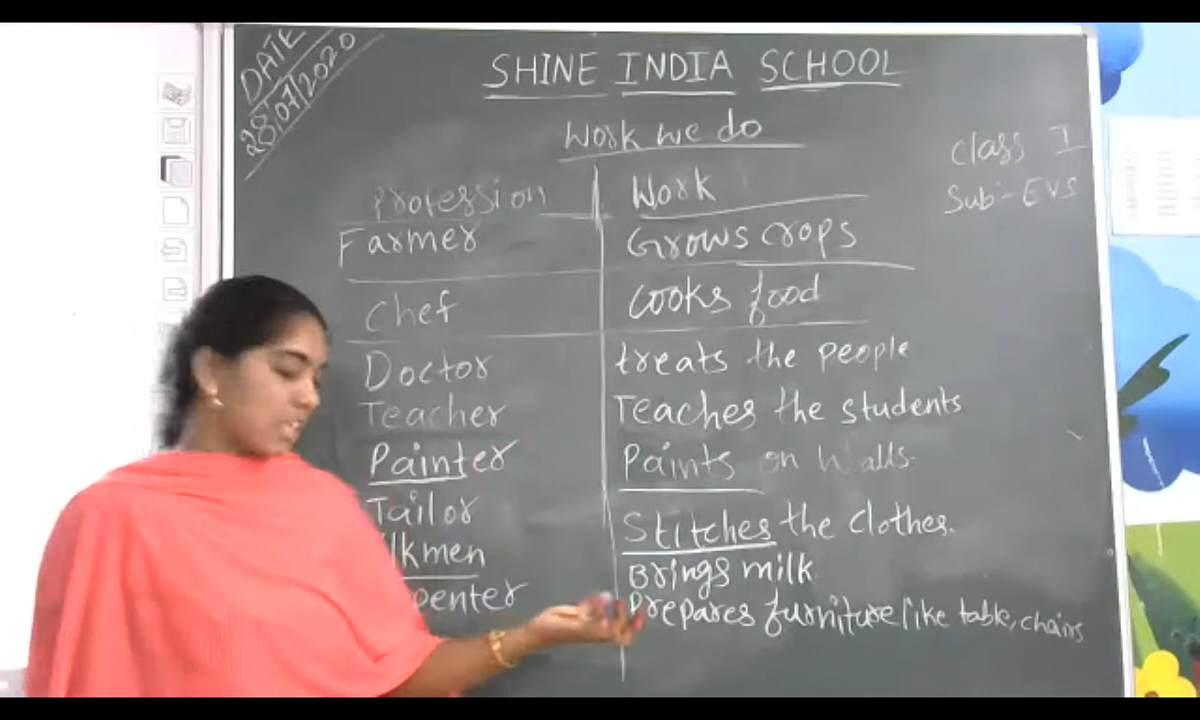 DATE
28/07/2020
SHINE INDIA SCHOOL
Work we do
Class I
Sub:- EVS
Profession Work
Farmer Grows crops
Chef cooks food
Doctor treats the people
Teacher Teaches the students
Painter Paints on Walls.
Tailor Stitches the clothes.
lkmen Brings milk
penter Prepares furniture like table, chairs